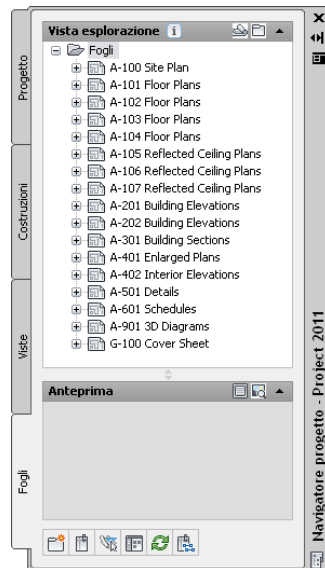 Vista esplorazione
Fogli
A-100 Site Plan
A-101 Floor Plans
A-102 Floor Plans
A-103 Floor Plans
A-104 Floor Plans
A-105 Reflected Ceiling Plans
A-106 Reflected Ceiling Plans
A-107 Reflected Ceiling Plans
A-201 Building Elevations
A-202 Building Elevations
A-301 Building Sections
A-401 Enlarged Plans
A-402 Interior Elevations
A-501 Details
A-601 Schedules
A-901 3D Diagrams
G-100 Cover Sheet
Anteprima
Progetto
Costruzioni
Viste
Fogli
Navigatore progetto - Project 2011